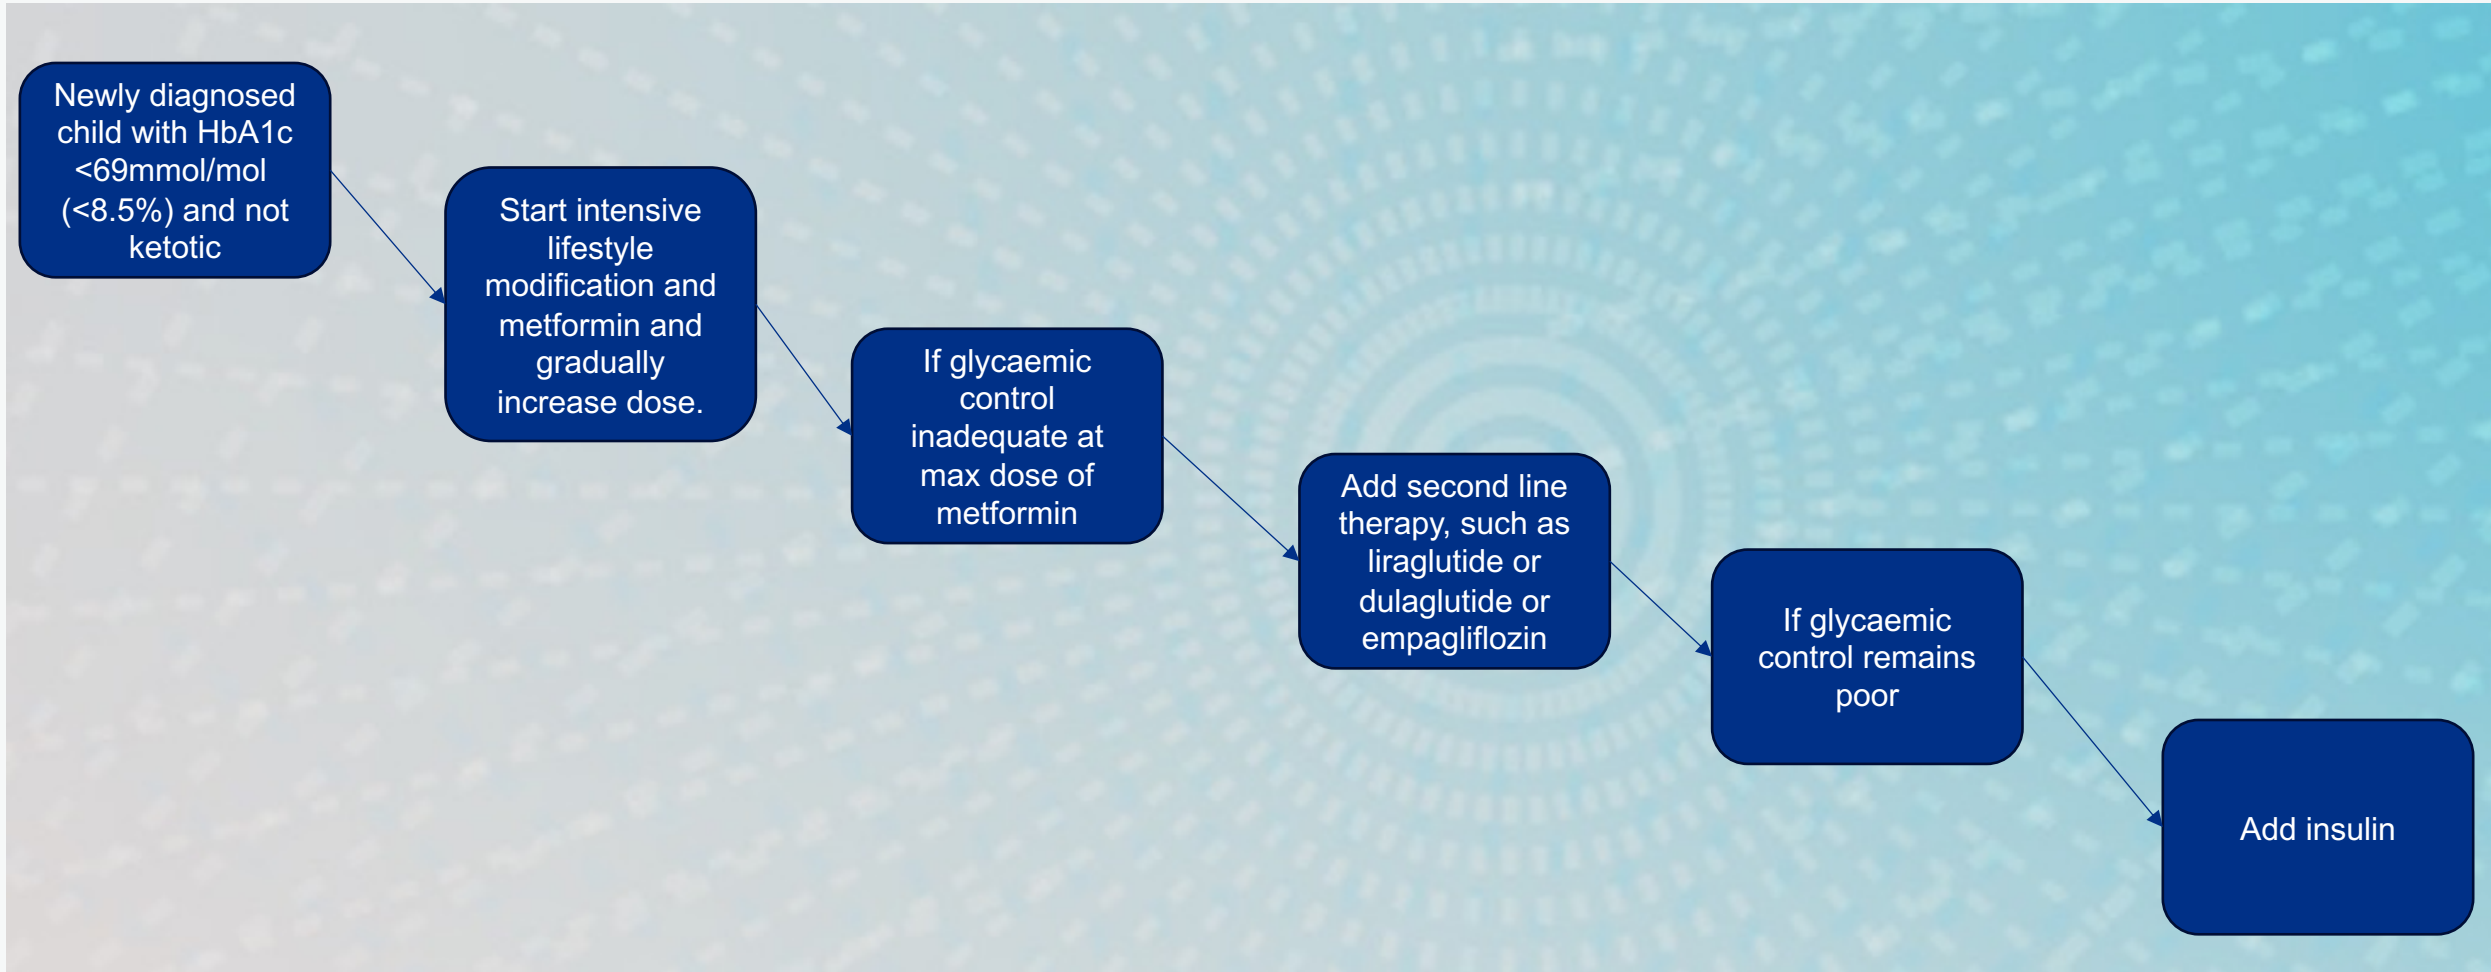 Newly diagnosed
child with HbA1c
<69mmol/mol
(<8.5%) and not
ketotic
Start intensive
lifestyle
modification and
metformin and
gradually
increase dose.
If glycaemic
control
inadequate at
max dose of
metformin
Add second line
therapy, such as
liraglutide or
dulaglutide or
empagliflozin
If glycaemic
control remains
poor
Add insulin